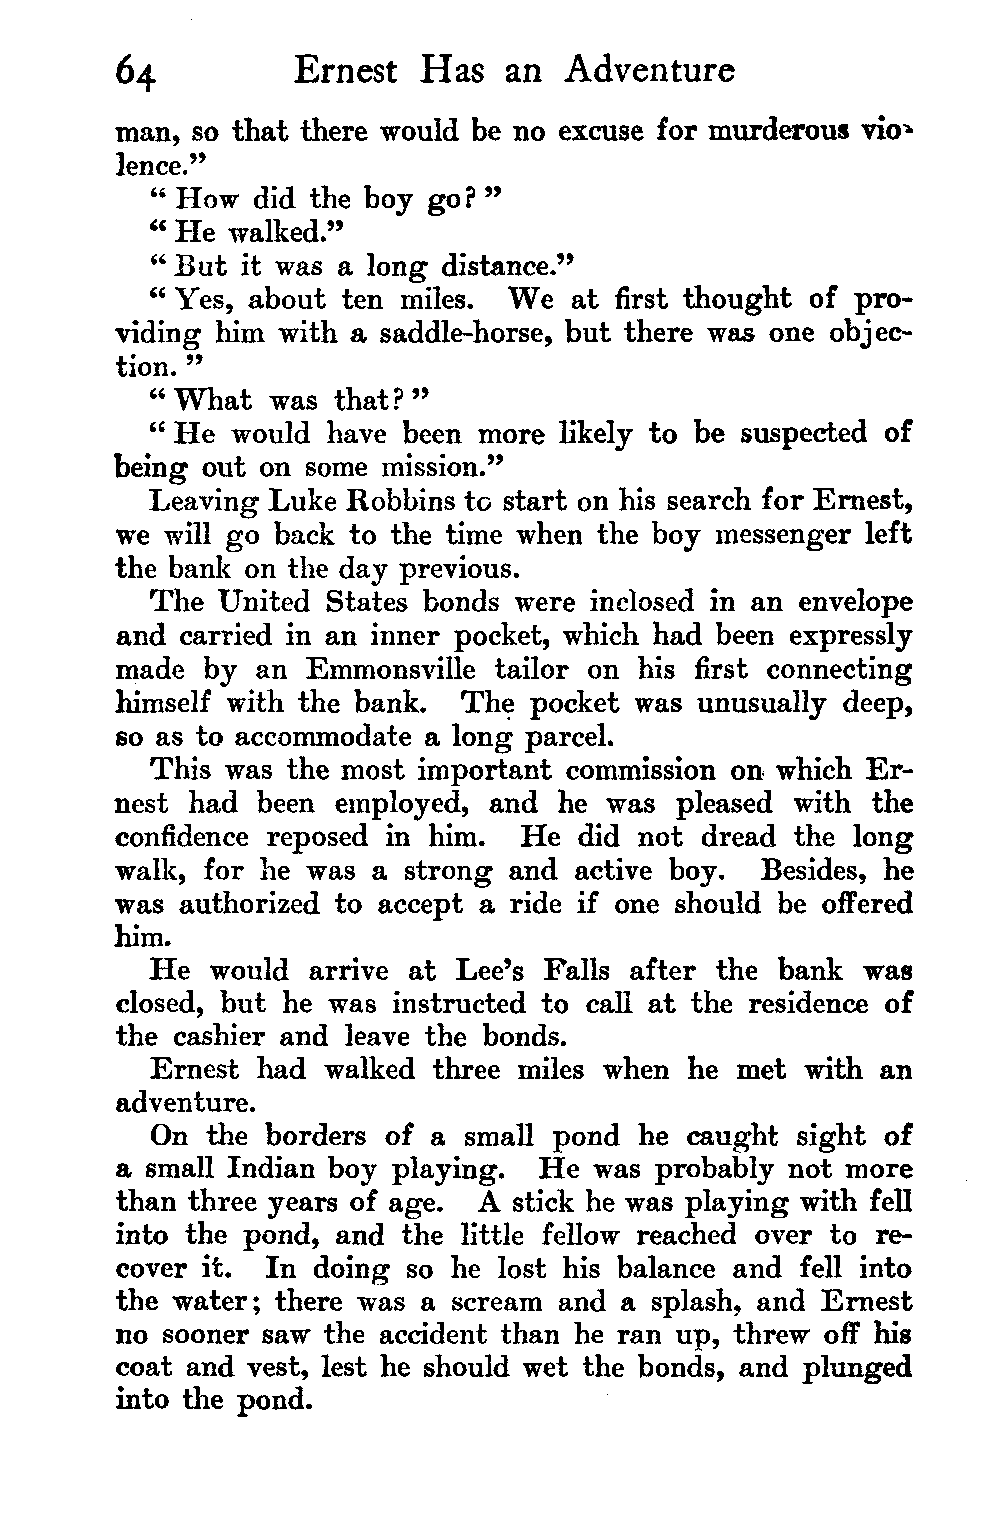 64 Ernest Has an Adventure
man, so that there would be no excuse for murderous vio-
lence."
"How did the boy go?"
"He walked."
"But it was a long distance."
"Yes, about ten miles. We at first thought of pro-
viding him with a saddle-horse, but there was one objec-
tion."
"What was that?"
"He would have been more likely to be suspected of
being out on some mission."
Leaving Luke Robbins to start on his search for Ernest,
we will go back to the time when the boy messenger left
the bank on the day previous.
The United States bonds were inclosed in an envelope
and carried in an inner pocket, which had been expressly
made by an Emmonsville tailor on his first connecting
himself with the bank. The pocket was unusually deep,
so as to accommodate a long parcel.
This was the most important commission on which Er-
nest had been employed, and he was pleased with the
confidence reposed in him. He did not dread the long
walk, for he was a strong and active boy. Besides, he
was authorized to accept a ride if one should be offered
him.
He would arrive at Lee's Falls after the bank was
closed, but he was instructed to call at the residence of
the cashier and leave the bonds.
Ernest had walked three miles when he met with an
adventure.
On the borders of a small pond he caught sight of
a small Indian boy playing. He was probably not more
than three years of age. A stick he was playing with fell
into the pond, and the little fellow reached over to re-
cover it. In doing so he lost his balance and fell into
the water; there was a scream and a splash, and Ernest
no sooner saw the accident than he ran up, threw off his
coat and vest, lest he should wet the bonds, and plunged
into the pond.